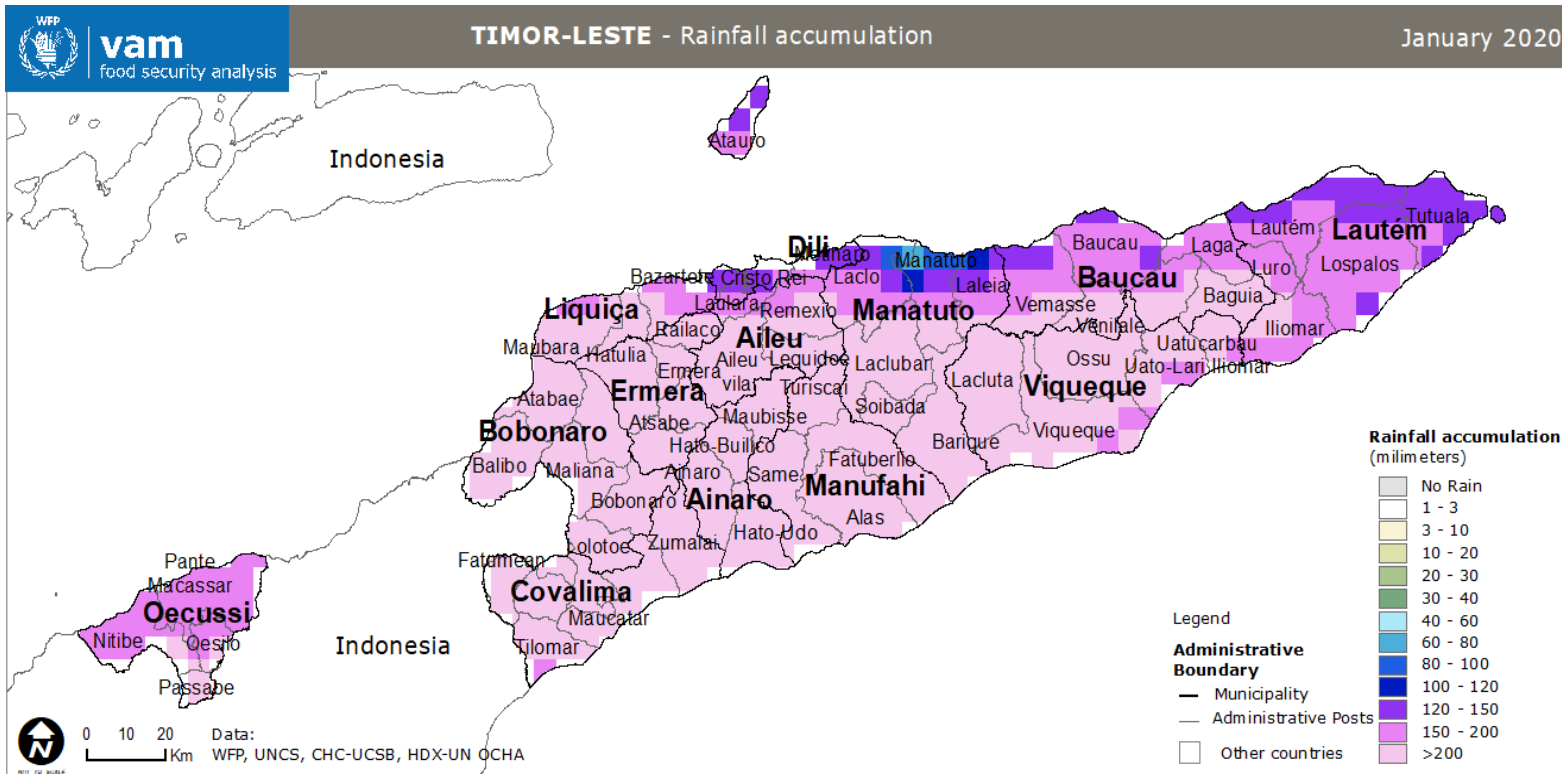 WFP
vam
food security analysis
TIMOR-LESTE - Rainfall accumulation
January 2020
Indonesia
Atauro
Tutuala
Lautém
Lautém
Baucau
Dili
Metinaro
Manatuto
Laga
Lospalos
Bazartete
Cristo Rei
Laclo
Laleia
Baucau
Luro
Liquiça
Laulara
Remexio
Manatuto
Vemasse
Baguia
Railaco
Aileu
Venilale
Iliomar
Maubara
Hatulia
Aileu
vila
Lequidoe
Laclubar
Ossu
Uatucarbau
Ermera
Ermera
Turiscai
Lacluta
Viqueque
Uato-Lari
Iliomar
Atabae
Atsabe
Maubisse
Soibada
Bobonaro
Hato-Builico
Barique
Viqueque
Balibo
Maliana
Ainaro
Same
Fatuberlio
Bobonaro
Ainaro
Manufahi
Alas
Lolotoe
Zumalai
Hato-Udo
Fatumean
Covalima
Maucatar
Tilomar
Pante
Macassar
Oecussi
Nitibe
Oesilo
Passabe
Indonesia
Rainfall accumulation
(milimeters)
No Rain
1 - 3
3 - 10
10 - 20
20 - 30
30 - 40
40 - 60
60 - 80
80 - 100
100 - 120
120 - 150
150 - 200
>200
Legend
Administrative
Boundary
Municipality
Administrative Posts
Other countries
N
NOT TO SCALE
0 10 20
Km
Data:
WFP, UNCS, CHC-UCSB, HDX-UN OCHA